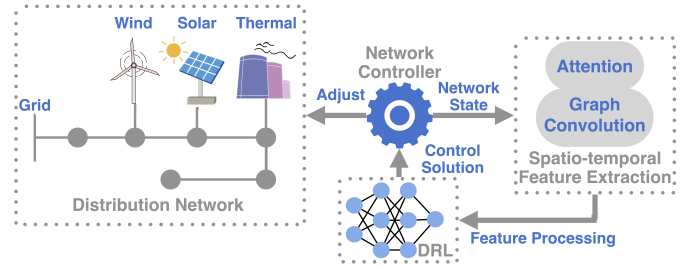 Wind Solar Thermal
Grid
Distribution Network
Network
Controller
Adjust
Network
State
Control
Solution
Attention
Graph
Convolution
Spatio-temporal
Feature Extraction
DRL
Feature Processing